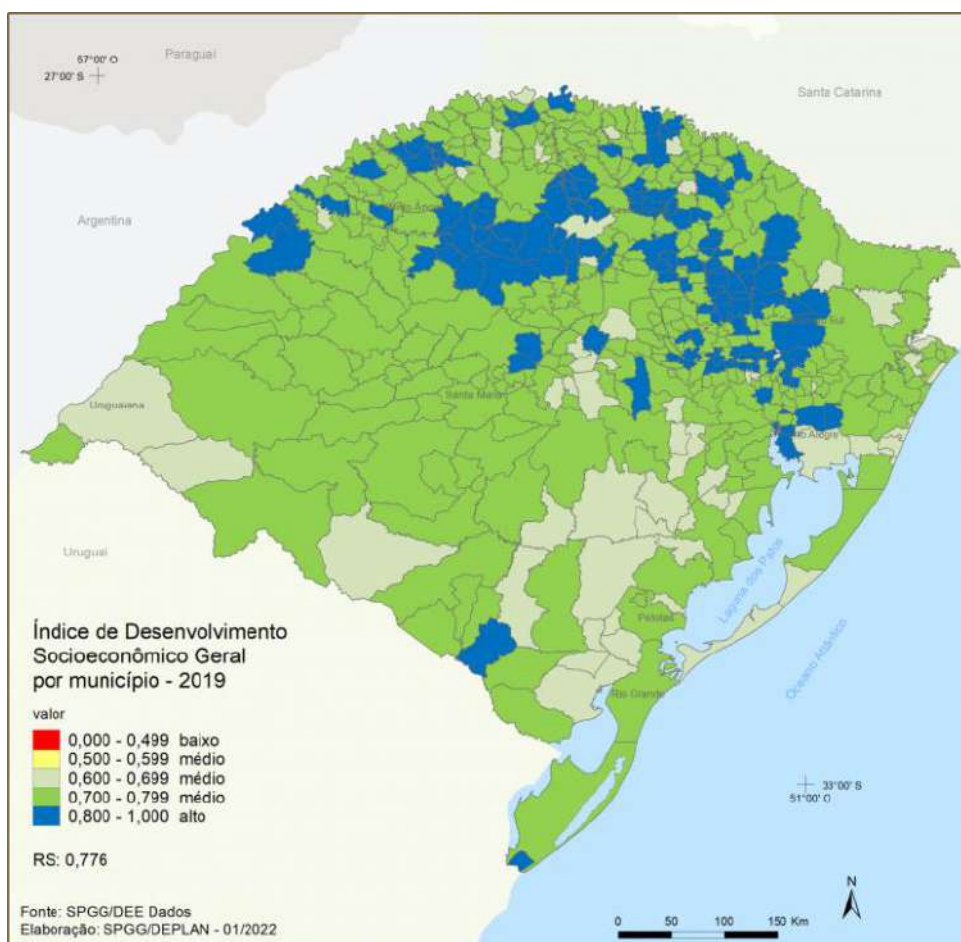 Paraguai
57°00' O
27°00' S
Santa Catarina
Argentina
Santa Maria
Uruguaiana
Alegre
Uruguai
Laguna dos Patos
Pelotas
Oceano Atlântico
Rio Grande
Índice de Desenvolvimento
Socioeconômico Geral
por município - 2019
valor
0,000 - 0,499 baixo
0,500 - 0,599 médio
0,600 - 0,699 médio
0,700 - 0,799 médio
0,800 - 1,000 alto
33°00' S
51°00' O
RS: 0,776
N
Fonte: SPGG/DEE Dados
Elaboração: SPGG/DEPLAN - 01/2022
0 50 100 150 Km